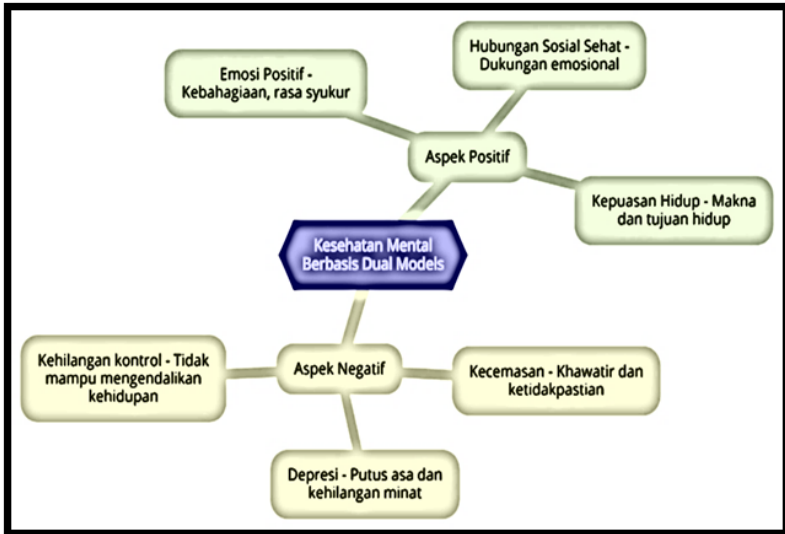 Hubungan Sosial Sehat -
Dukungan emosional
Emosi Positif -
Kebahagiaan, rasa syukur
Aspek Positif
Kepuasan Hidup - Makna
dan tujuan hidup
Kesehatan Mental
Berbasis Dual Models
Kehilangan kontrol - Tidak
mampu mengendalikan
kehidupan
Aspek Negatif
Kecemasan - Khawatir dan
ketidakpastian
Depresi - Putus asa dan
kehilangan minat